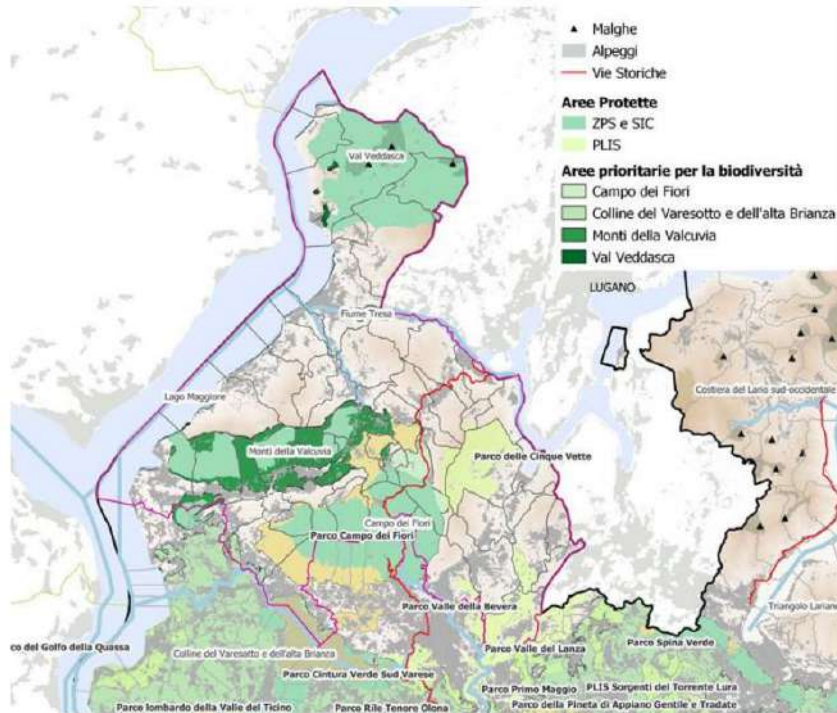 Malghe
Alpeggi
Vie Storiche
Aree Protette
ZPS e SIC
PLIS
Aree prioritarie per la biodiversità
Campo dei Fiori
Colline del Varesotto e dell'alta Brianza
Monti della Valcuvia
Val Veddasca
Val Veddasca
LUGANO
Fiume Tresa
Lago Maggiore
Costiera del Lario sud-occidentale
Monti della Valcuvia
Parco delle Cinque Vette
Campo dei Fiori
Parco Campo dei Fiori
Parco Valle della Bevera
Triangolo Lariano
co del Golfo della Quassa
Colline del Varesotto e dell'alta Brianza
Parco Valle del Lanza
Parco Spina Verde
Parco Cintura Verde Sud Varese
Parco Primo Maggio
PLIS Sorgenti del Torrente Lura
Parco lombardo della Valle del Ticino
Parco Rile Tenore Olona
Parco della Pineta di Appiano Gentile e Tradate